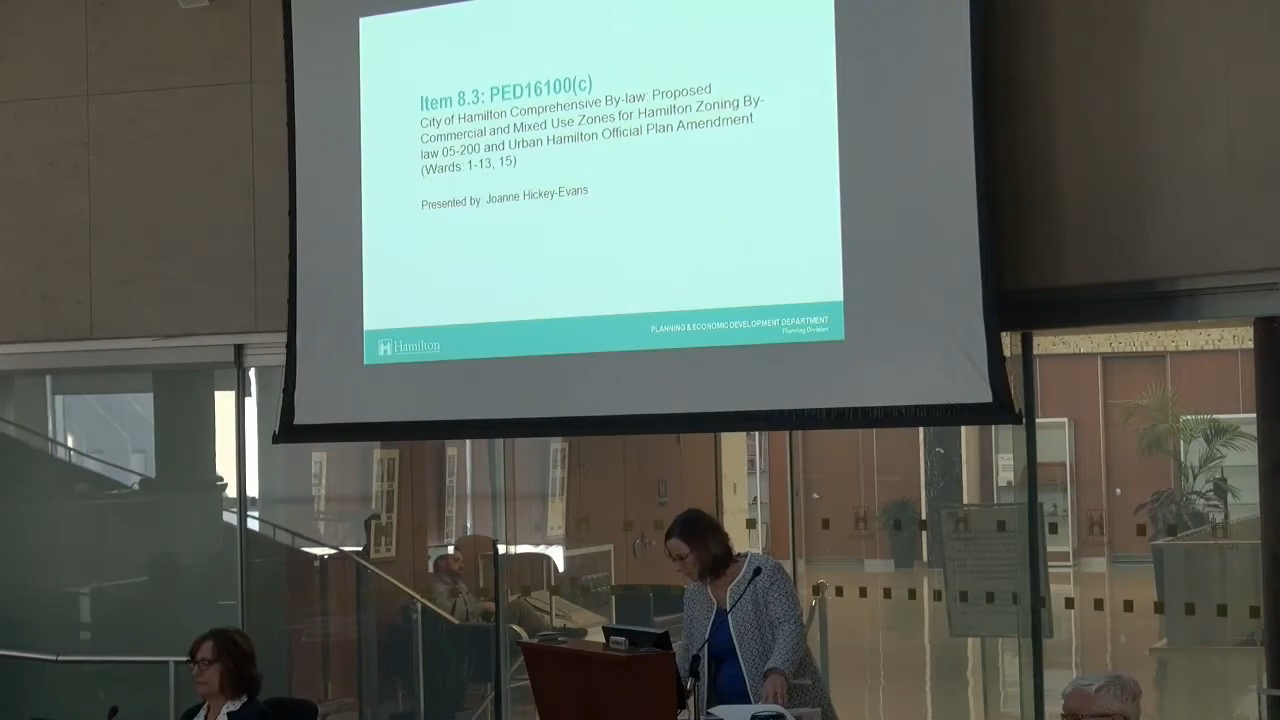 Item 8.3: PED16100(c)
City of Hamilton Comprehensive By-law: Proposed
Commercial and Mixed Use Zones for Hamilton Zoning By-
law 05-200 and Urban Hamilton Official Plan Amendment
(Wards: 1-13, 15)
Presented by: Joanne Hickey-Evans
PLANNING & ECONOMIC DEVELOPMENT DEPARTMENT
Planning Division
Hamilton